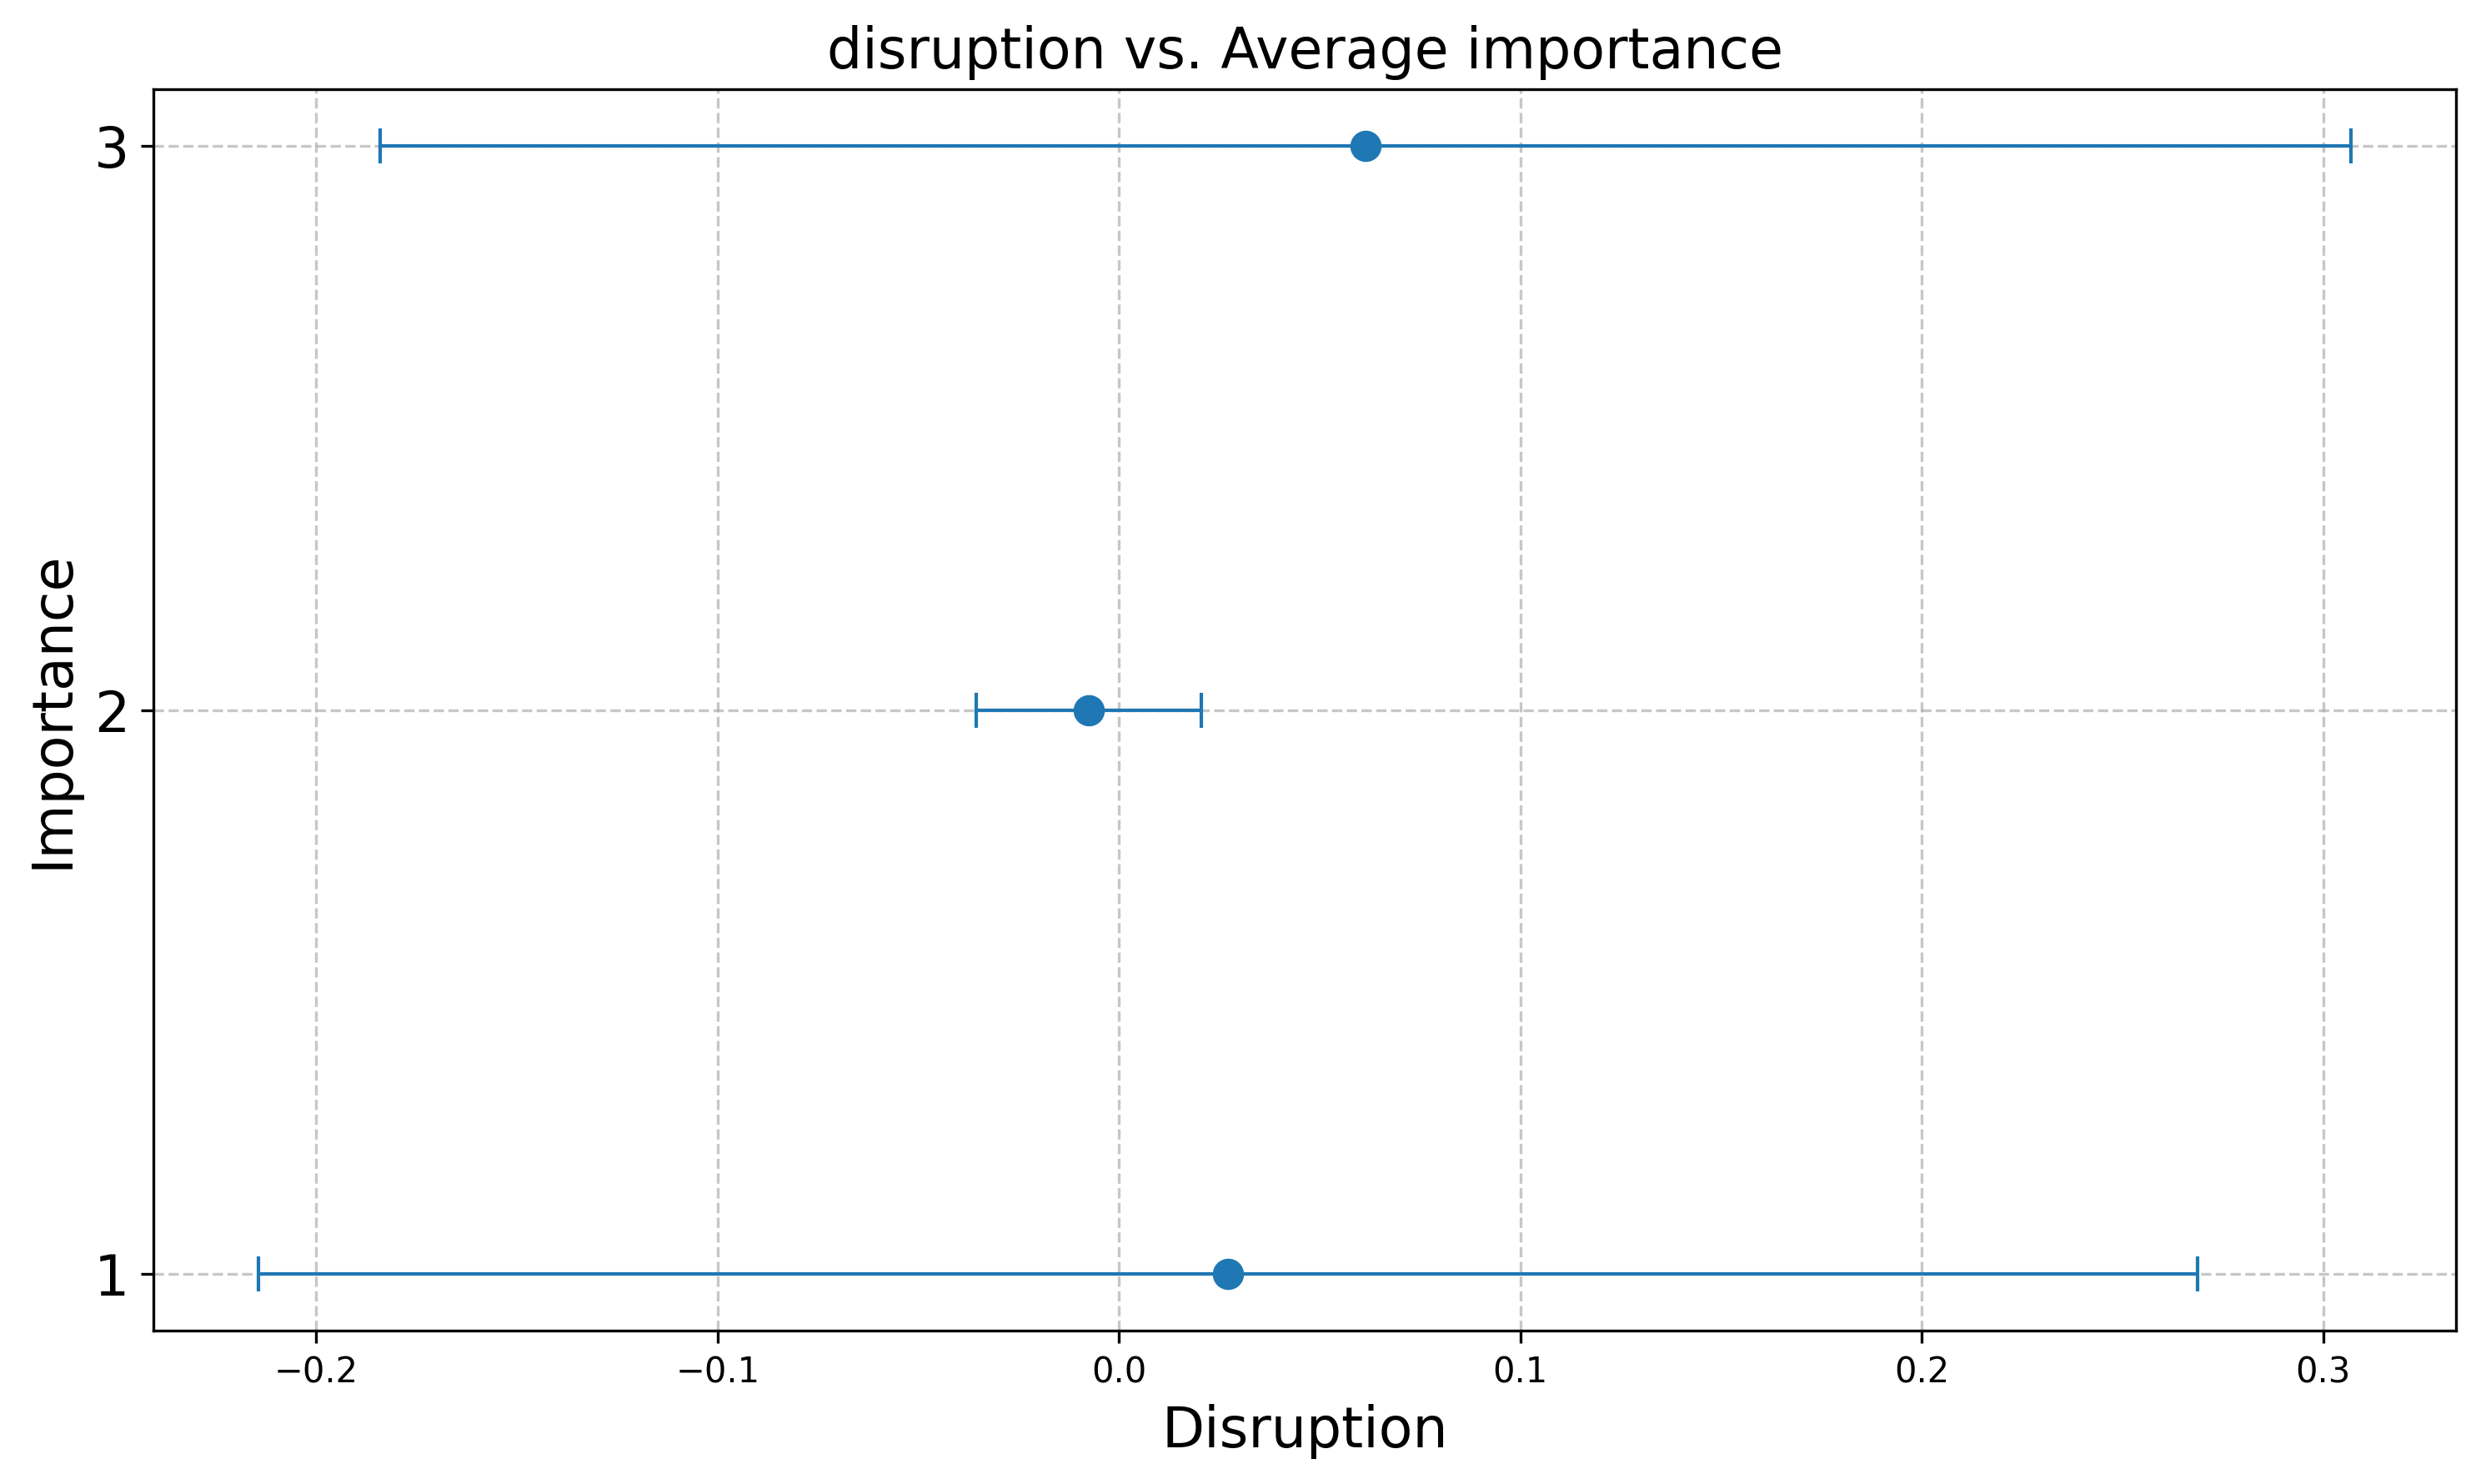 disruption vs. Average importance
3
2
1
Importance
−0.2 −0.1 0.0 0.1 0.2 0.3
Disruption